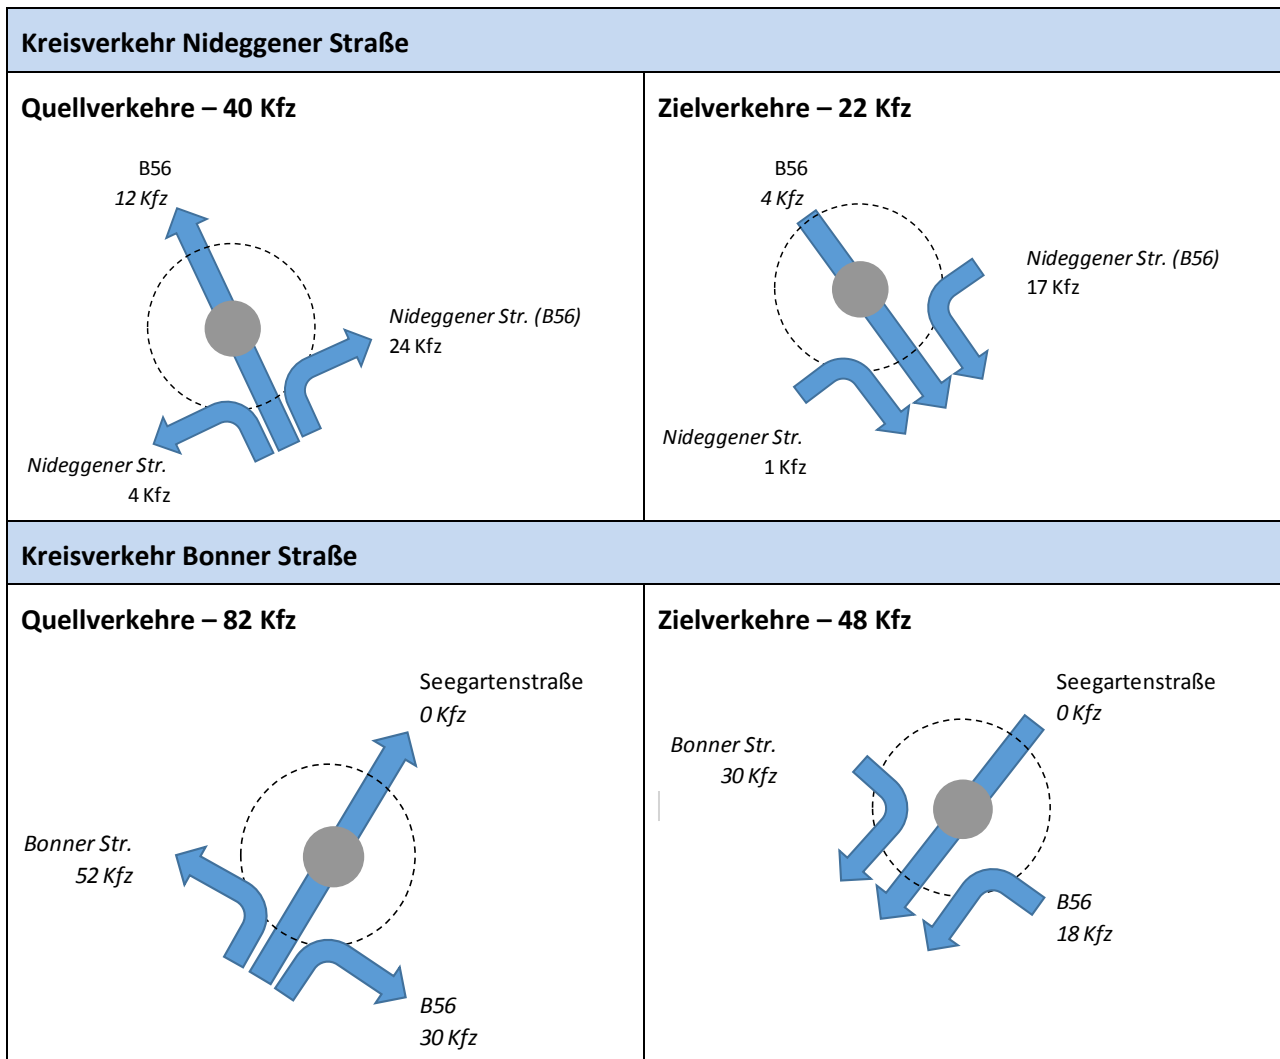 Kreisverkehr Nideggener Straße
Quellverkehre – 40 Kfz
B56
12 Kfz
Nideggener Str. (B56)
24 Kfz
Nideggener Str.
4 Kfz
Zielverkehre – 22 Kfz
B56
4 Kfz
Nideggener Str. (B56)
17 Kfz
Nideggener Str.
1 Kfz
Kreisverkehr Bonner Straße
Quellverkehre – 82 Kfz
Seegartenstraße
0 Kfz
Bonner Str.
52 Kfz
B56
30 Kfz
Zielverkehre – 48 Kfz
Seegartenstraße
0 Kfz
Bonner Str.
30 Kfz
B56
18 Kfz